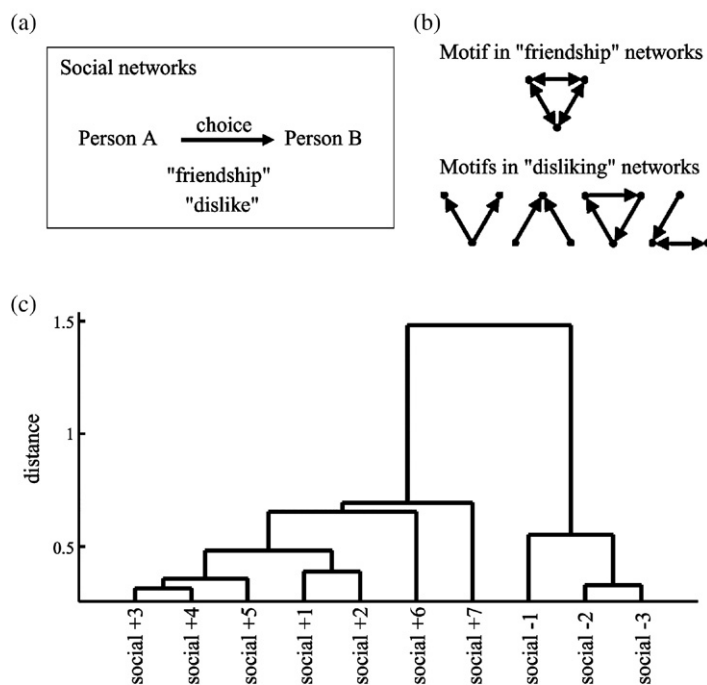 (a)
Social networks
Person A
choice
Person B
"friendship"
"dislike"
(b)
Motif in "friendship" networks
Motifs in "disliking" networks
(c)
distance
1.5
1
0.5
social +3
social +4
social +5
social +1
social +2
social +6
social +7
social -1
social -2
social -3